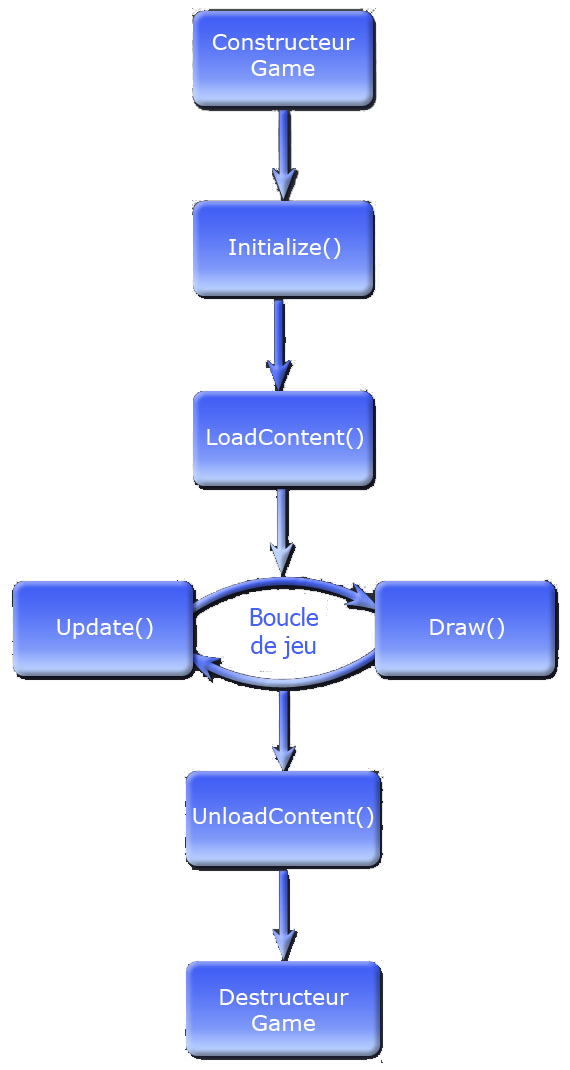 Constructeur
Game
Initialize()
LoadContent()
Update()
Boucle
de jeu
Draw()
UnloadContent()
Destructeur
Game